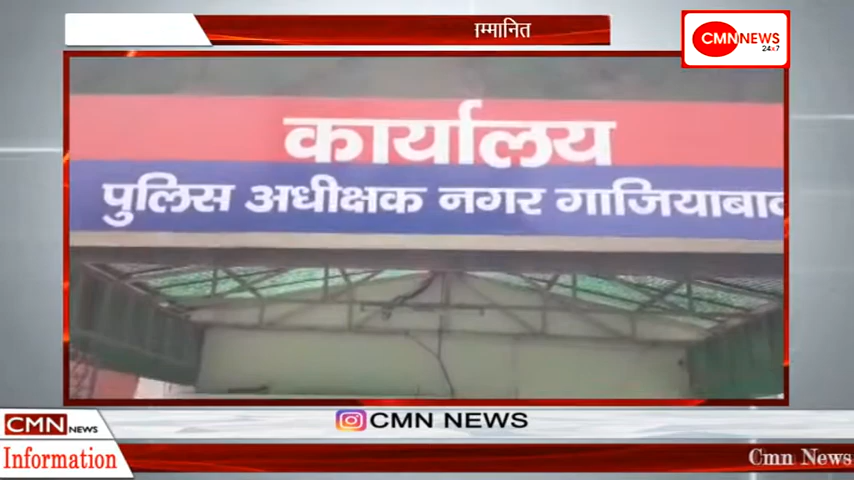 CMN NEWS
24x7
कार्यालय
पुलिस अधीक्षक नगर
CMN NEWS
CMN NEWS
Information
Cmn News